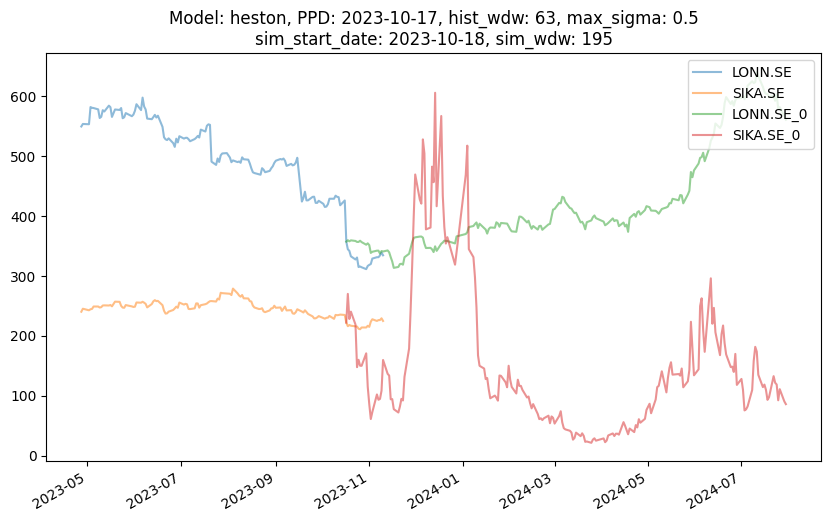 Model: heston, PPD: 2023-10-17, hist_wdw: 63, max_sigma: 0.5
sim_start_date: 2023-10-18, sim_wdw: 195
LONN.SE
SIKA.SE
LONN.SE_0
SIKA.SE_0
600
500
400
300
200
100
0
2023-05
2023-07
2023-09
2023-11
2024-01
2024-03
2024-05
2024-07